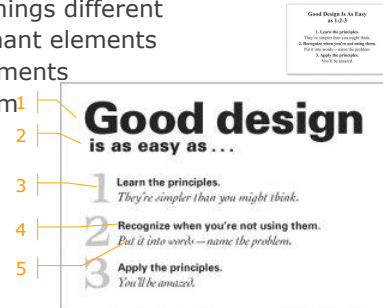 nings different
nant elements
ments
m
Good Design Is As Easy
as 1-2-3
1. Learn the principles.
They're simpler than you might think.
2. Recognize when you're not using them.
Put it into words -- name the problem.
3. Apply the principles.
You'll be amazed.
1
2
3
4
5
Good design
is as easy as...
1 Learn the principles.
They're simpler than you might think.
2 Recognize when you're not using them.
Put it into words—name the problem.
3 Apply the principles.
You'll be amazed.